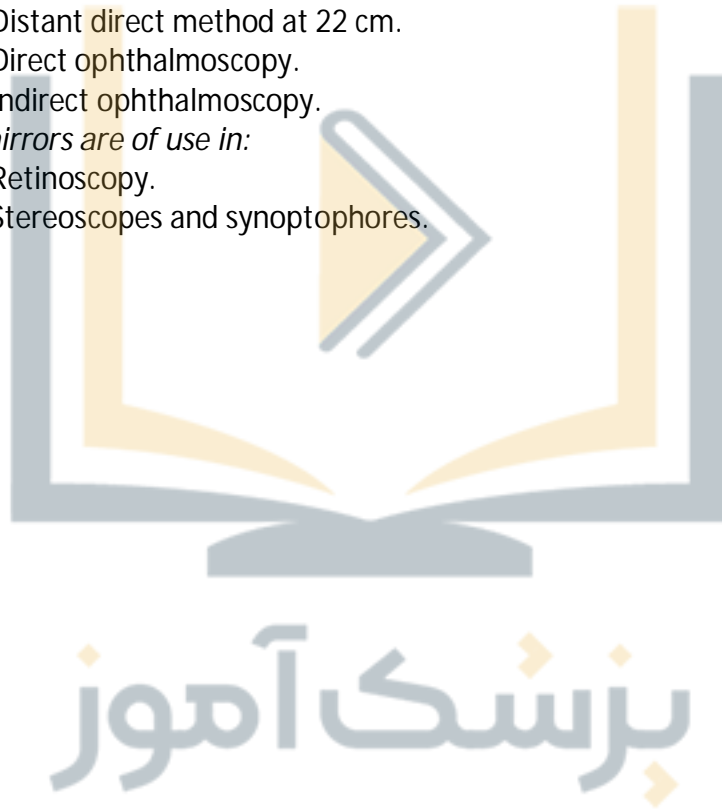 Distant direct method at 22 cm.
Direct ophthalmoscopy.
ndirect ophthalmoscopy.
irrors are of use in:
Retinoscopy.
Stereoscopes and synoptophores.
پزشک آموز